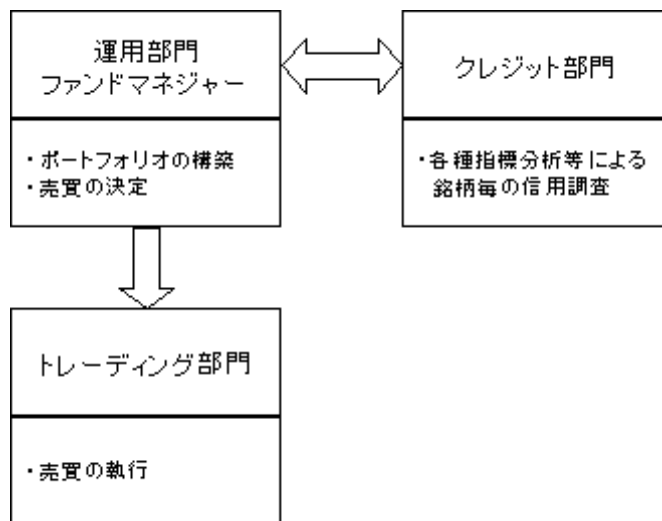 運用部門
ファンドマネジャー
・ポートフォリオの構築
・売買の決定
クレジット部門
・各種指標分析等による
銘柄毎の信用調査
トレーディング部門
・売買の執行